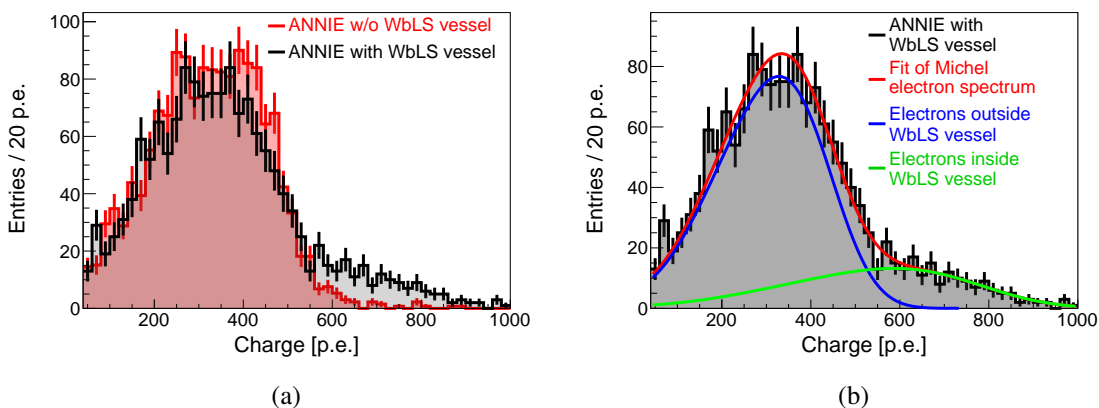 ANNIE w/o WbLS vessel
ANNIE with WbLS vessel
Entries / 20 p.e.
100
80
60
40
20
0
200 400 600 800 1000
Charge [p.e.]
(a)
ANNIE with
WbLS vessel
Fit of Michel
electron spectrum
Electrons outside
WbLS vessel
Electrons inside
WbLS vessel
Entries / 20 p.e.
80
60
40
20
0
200 400 600 800 1000
Charge [p.e.]
(b)